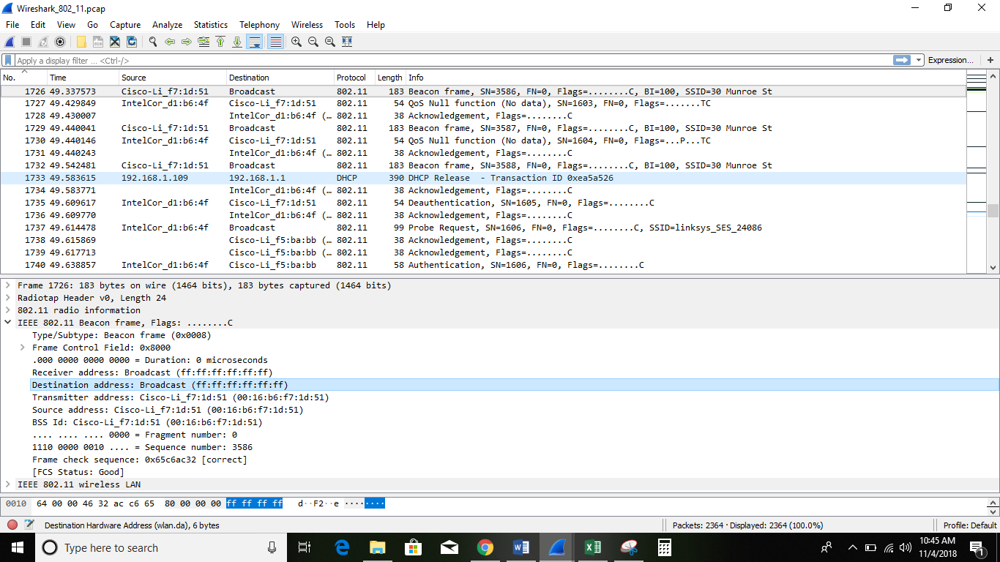 Wireshark_802_11.pcap
File Edit View Go Capture Analyze Statistics Telephony Wireless Tools Help
Apply a display filter ... <Ctrl-/> Expression... +
No. Time Source Destination Protocol Length Info
1726 49.337573 Cisco-Li_f7:1d:51 Broadcast 802.11 183 Beacon frame, SN=3586, FN=0, Flags=........C, BI=100, SSID=30 Munroe St
1727 49.429849 IntelCor_d1:b6:4f Cisco-Li_f7:1d:51 802.11 54 QoS Null function (No data), SN=1603, FN=0, Flags=.......TC
1728 49.430007 IntelCor_d1:b6:4f (… 802.11 38 Acknowledgement, Flags=........C
1729 49.440041 Cisco-Li_f7:1d:51 Broadcast 802.11 183 Beacon frame, SN=3587, FN=0, Flags=........C, BI=100, SSID=30 Munroe St
1730 49.440146 IntelCor_d1:b6:4f Cisco-Li_f7:1d:51 802.11 54 QoS Null function (No data), SN=1604, FN=0, Flags=...P...TC
1731 49.440243 IntelCor_d1:b6:4f (… 802.11 38 Acknowledgement, Flags=........C
1732 49.542481 Cisco-Li_f7:1d:51 Broadcast 802.11 183 Beacon frame, SN=3588, FN=0, Flags=........C, BI=100, SSID=30 Munroe St
1733 49.583615 192.168.1.109 192.168.1.1 DHCP 390 DHCP Release - Transaction ID 0xea5a526
1734 49.583771 IntelCor_d1:b6:4f (… 802.11 38 Acknowledgement, Flags=........C
1735 49.609617 IntelCor_d1:b6:4f Cisco-Li_f7:1d:51 802.11 54 Deauthentication, SN=1605, FN=0, Flags=........C
1736 49.609770 IntelCor_d1:b6:4f (… 802.11 38 Acknowledgement, Flags=........C
1737 49.614478 IntelCor_d1:b6:4f Broadcast 802.11 99 Probe Request, SN=1606, FN=0, Flags=........C, SSID=linksys_SES_24086
1738 49.615869 Cisco-Li_f5:ba:bb (… 802.11 38 Acknowledgement, Flags=........C
1739 49.617713 Cisco-Li_f5:ba:bb (… 802.11 38 Acknowledgement, Flags=........C
1740 49.638857 IntelCor_d1:b6:4f Cisco-Li_f5:ba:bb 802.11 58 Authentication, SN=1606, FN=0, Flags=........C
Frame 1726: 183 bytes on wire (1464 bits), 183 bytes captured (1464 bits)
Radiotap Header v0, Length 24
802.11 radio information
IEEE 802.11 Beacon frame, Flags: ........C
Type/Subtype: Beacon frame (0x0008)
Frame Control Field: 0x8000
.000 0000 0000 0000 = Duration: 0 microseconds
Receiver address: Broadcast (ff:ff:ff:ff:ff:ff)
Destination address: Broadcast (ff:ff:ff:ff:ff:ff)
Transmitter address: Cisco-Li_f7:1d:51 (00:16:b6:f7:1d:51)
Source address: Cisco-Li_f7:1d:51 (00:16:b6:f7:1d:51)
BSS Id: Cisco-Li_f7:1d:51 (00:16:b6:f7:1d:51)
.... .... .... 0000 = Fragment number: 0
1110 0000 0010 .... = Sequence number: 3586
Frame check sequence: 0x65c6ac32 [correct]
[FCS Status: Good]
IEEE 802.11 wireless LAN
0010 64 00 00 46 32 ac c6 65 80 00 00 00 ff ff ff ff d··F2··e ········
Destination Hardware Address (wlan.da), 6 bytes Packets: 2364 · Displayed: 2364 (100.0%) Profile: Default
Type here to search
10:45 AM
11/4/2018
1